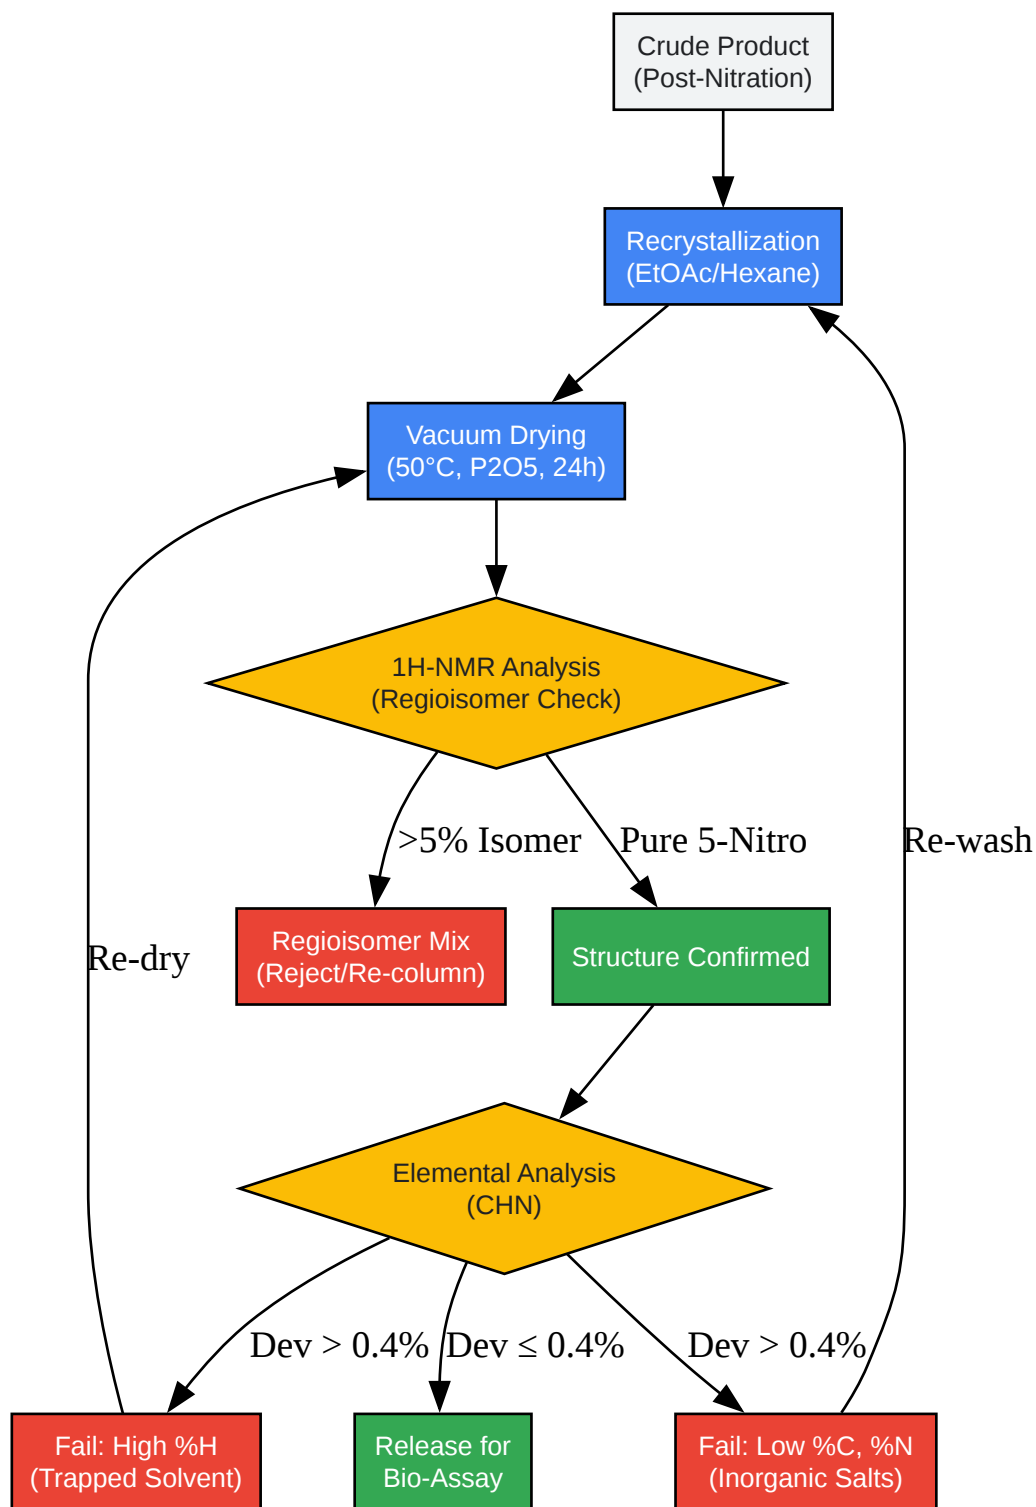 Crude Product
(Post-Nitration)
Recrystallization
(EtOAc/Hexane)
Vacuum Drying
(50°C, P2O5, 24h)
1H-NMR Analysis
(Regioisomer Check)
>5% Isomer
Pure 5-Nitro
Re-wash
Regioisomer Mix
(Reject/Re-column)
Structure Confirmed
Re-dry
Elemental Analysis
(CHN)
Dev > 0.4%
Dev ≤ 0.4%
Dev > 0.4%
Fail: High %H
(Trapped Solvent)
Release for
Bio-Assay
Fail: Low %C, %N
(Inorganic Salts)